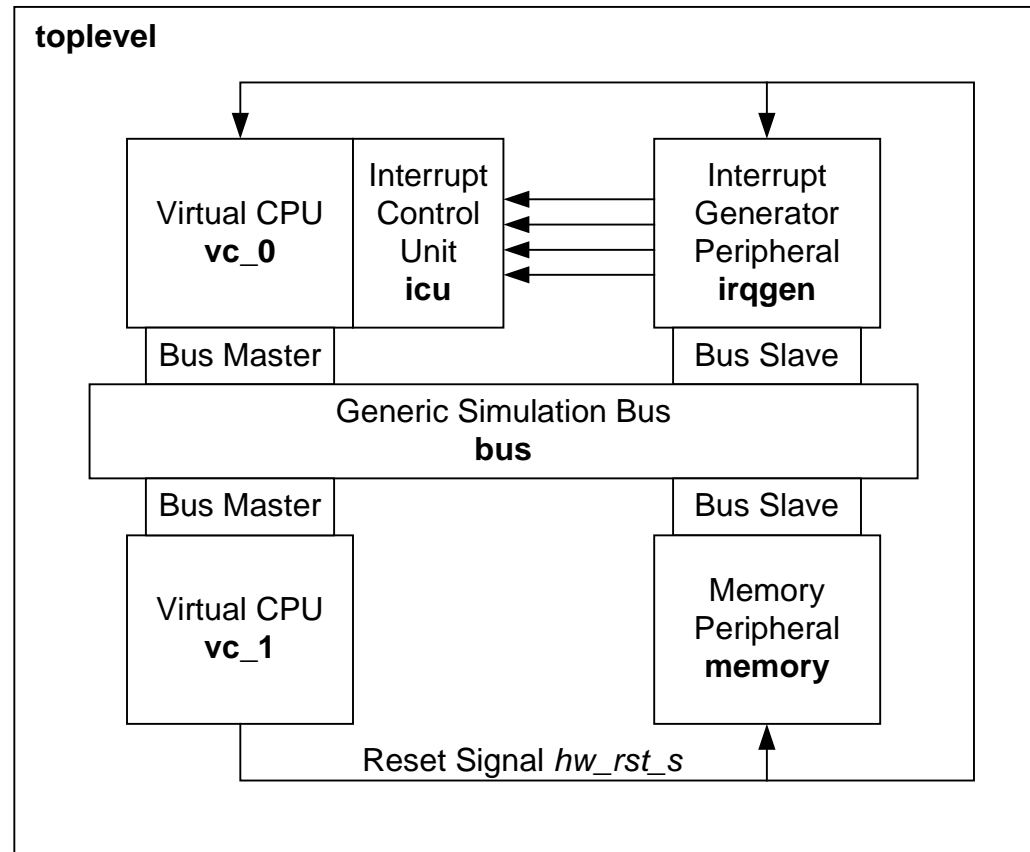 toplevel
Virtual CPU
vc_0
Interrupt
Control
Unit
icu
Interrupt
Generator
Peripheral
irqgen
Bus Master
Bus Slave
Generic Simulation Bus
bus
Bus Master
Bus Slave
Virtual CPU
vc_1
Memory
Peripheral
memory
Reset Signal hw_rst_s